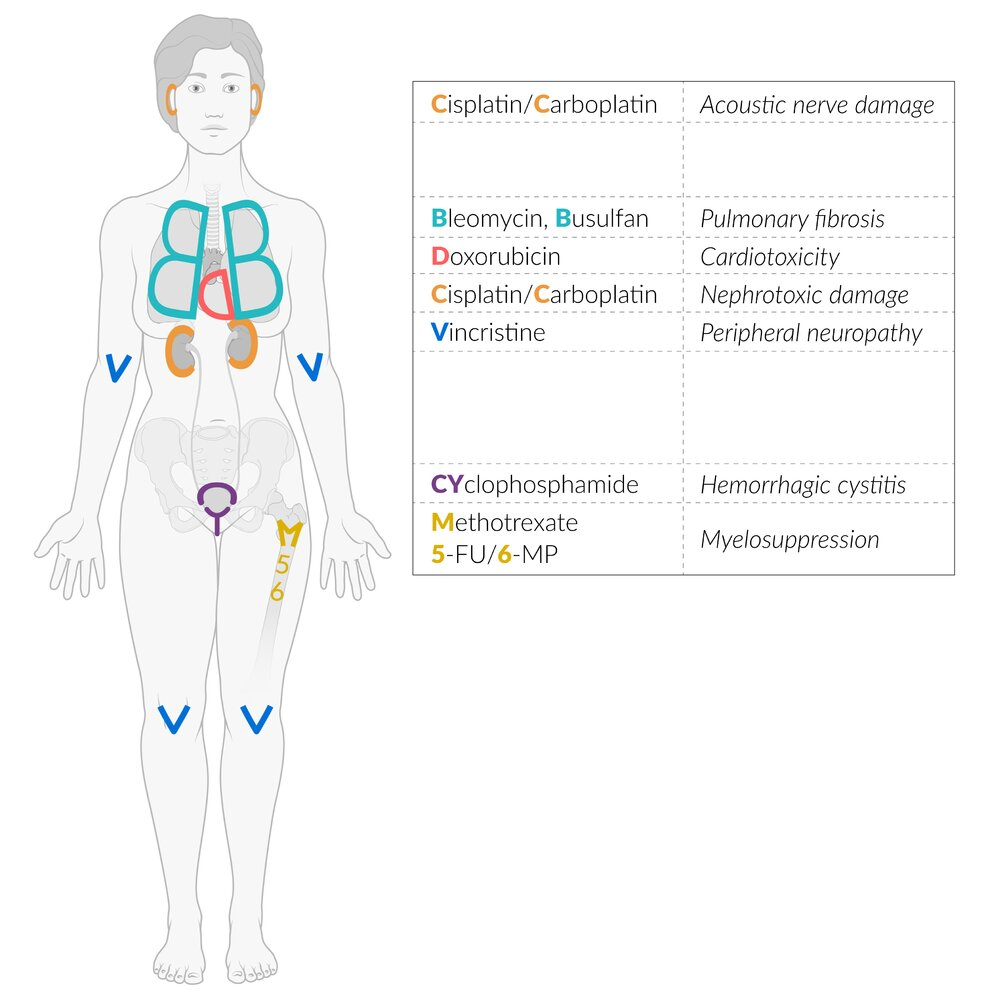 Cisplatin/Carboplatin Acoustic nerve damage
Bleomycin, Busulfan Pulmonary fibrosis
Doxorubicin Cardiotoxicity
Cisplatin/Carboplatin Nephrotoxic damage
Vincristine Peripheral neuropathy
CYclophosphamide Hemorrhagic cystitis
Methotrexate
5-FU/6-MP
Myelosuppression
C C
B B
D
C C
V V
C
Y
M
5
6
V V